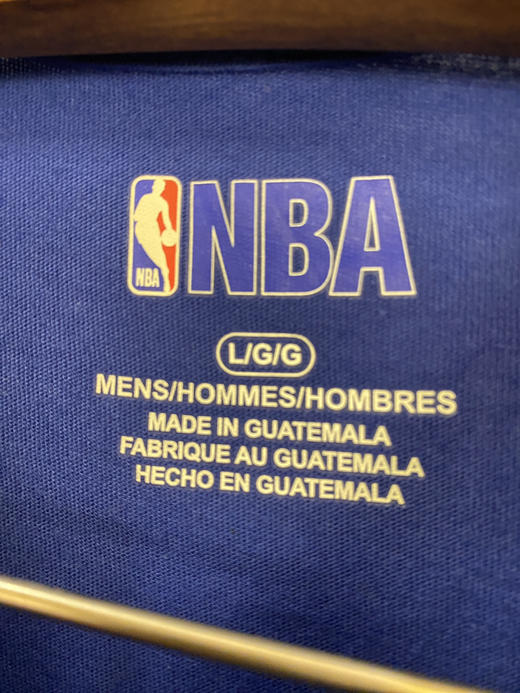 NBA NBA
L/G/G
MENS/HOMMES/HOMBRES
MADE IN GUATEMALA
FABRIQUE AU GUATEMALA
HECHO EN GUATEMALA